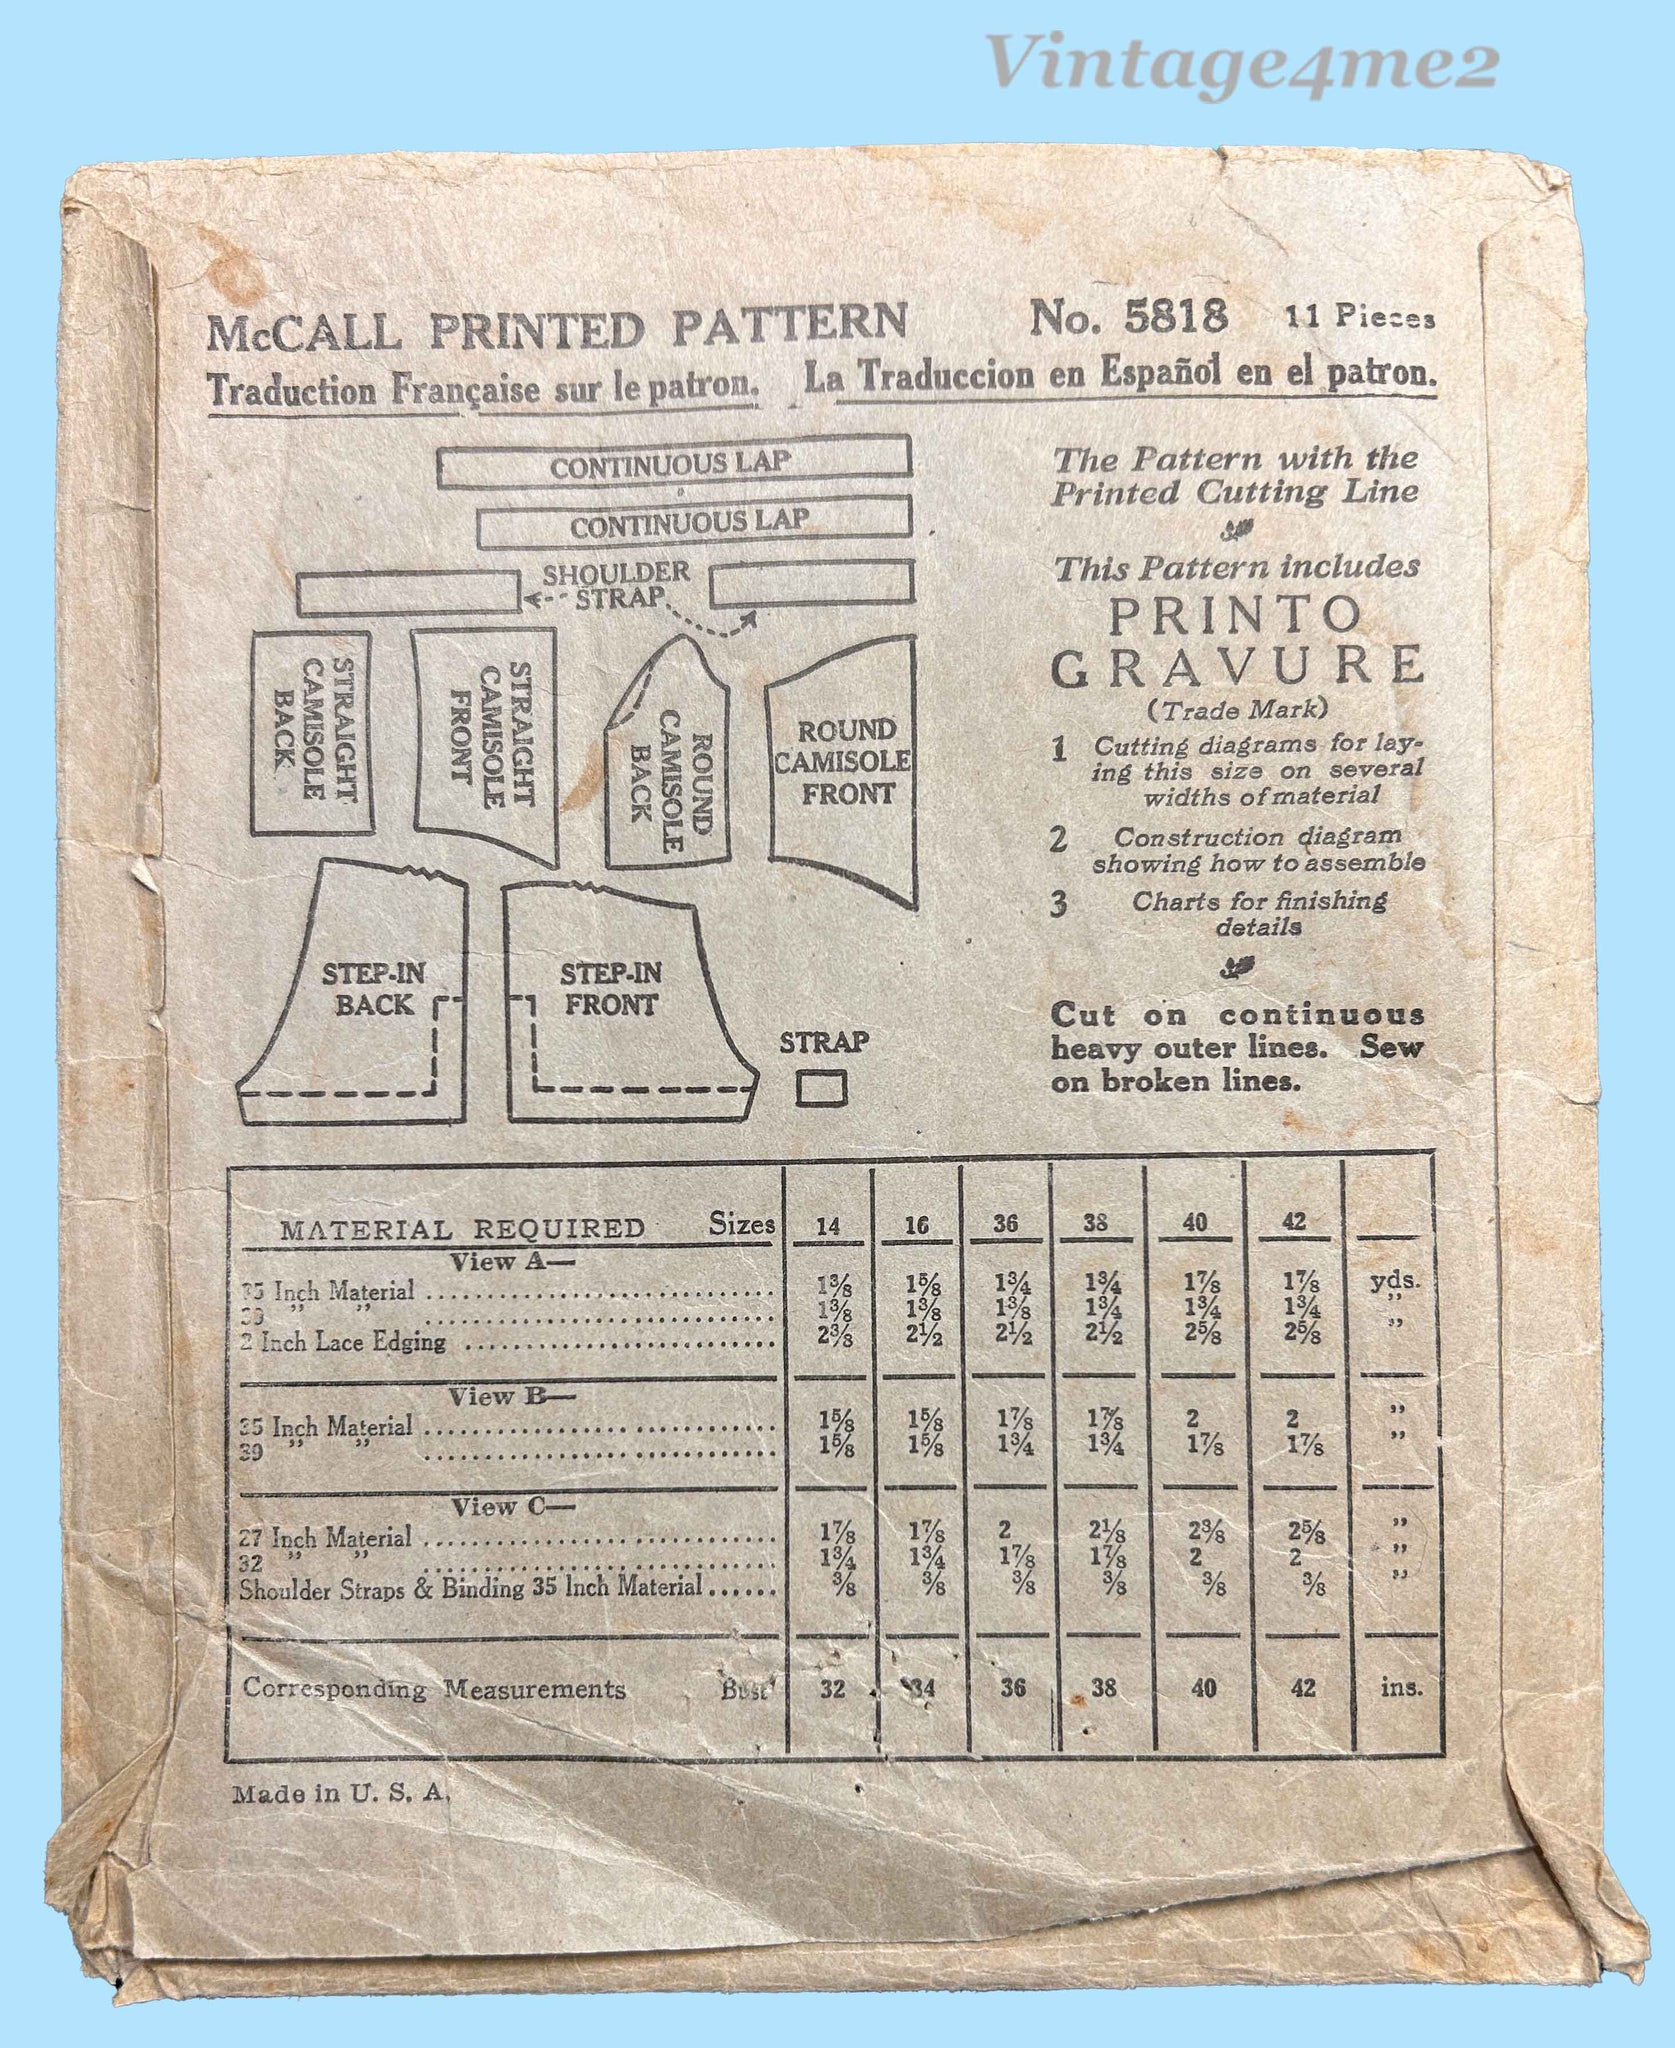 Vintage4me2
McCALL PRINTED PATTERN No. 5818 11 Pieces
Traduction Française sur le patron. La Traduccion en Español en el patron.
CONTINUOUS LAP
CONTINUOUS LAP
SHOULDER
STRAP
STRAIGHT
CAMISOLE
BACK
STRAIGHT
CAMISOLE
FRONT
ROUND
CAMISOLE
BACK
ROUND
CAMISOLE
FRONT
STEP-IN
BACK
STEP-IN
FRONT
STRAP
The Pattern with the
Printed Cutting Line
This Pattern includes
PRINTO
GRAVURE
(Trade Mark)
1 Cutting diagrams for lay-
ing this size on several
widths of material
2 Construction diagram
showing how to assemble
3 Charts for finishing
details
Cut on continuous
heavy outer lines. Sew
on broken lines.
MATERIAL REQUIRED Sizes 14 16 36 38 40 42
View A—
35 Inch Material 1⅜ 1⅝ 1¾ 1¾ 1⅞ 1⅞ yds.
39 " " 1⅜ 1⅜ 1⅜ 1¾ 1¾ 1¾ "
2 Inch Lace Edging 2⅜ 2½ 2½ 2½ 2⅝ 2⅝ "
View B—
35 Inch Material 1⅝ 1⅝ 1⅞ 1⅞ 2 2 "
39 " " 1⅝ 1⅝ 1¾ 1¾ 1⅞ 1⅞ "
View C—
27 Inch Material 1⅞ 1⅞ 2 2⅛ 2⅜ 2⅝ "
32 " " 1¾ 1¾ 1⅞ 1⅞ 2 2 "
Shoulder Straps & Binding 35 Inch Material ⅜ ⅜ ⅜ ⅜ ⅜ ⅜ "
Corresponding Measurements Bust 32 34 36 38 40 42 ins.
Made in U. S. A.